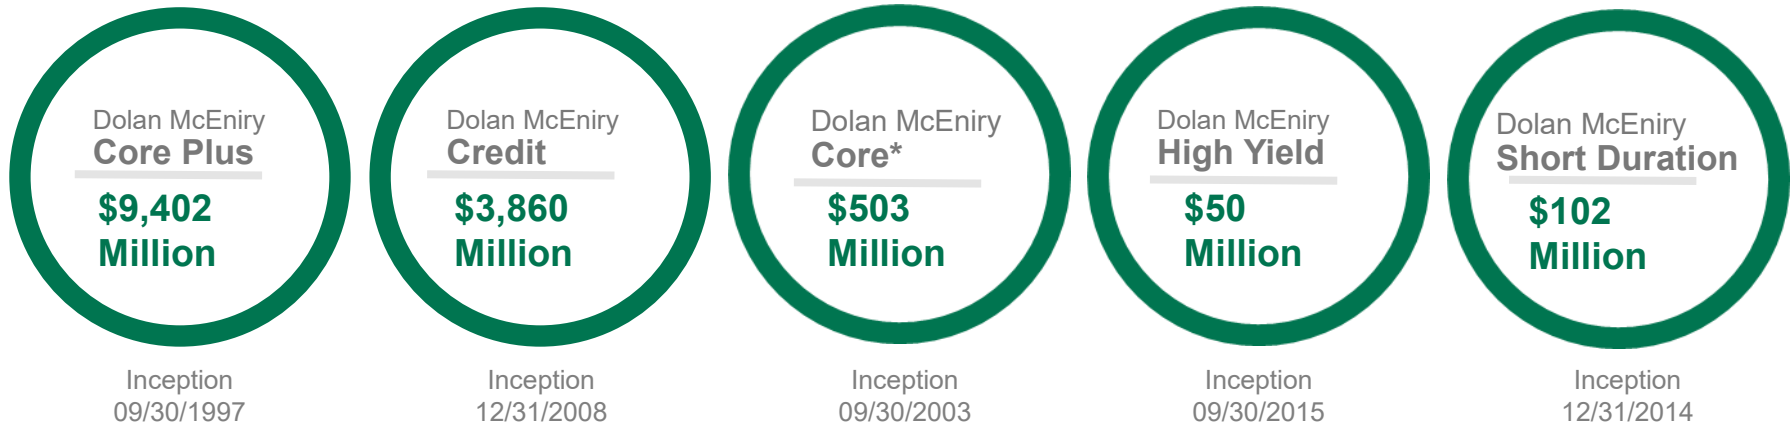 Dolan McEniry
Core Plus
$9,402
Million
Inception
09/30/1997
Dolan McEniry
Credit
$3,860
Million
Inception
12/31/2008
Dolan McEniry
Core*
$503
Million
Inception
09/30/2003
Dolan McEniry
High Yield
$50
Million
Inception
09/30/2015
Dolan McEniry
Short Duration
$102
Million
Inception
12/31/2014